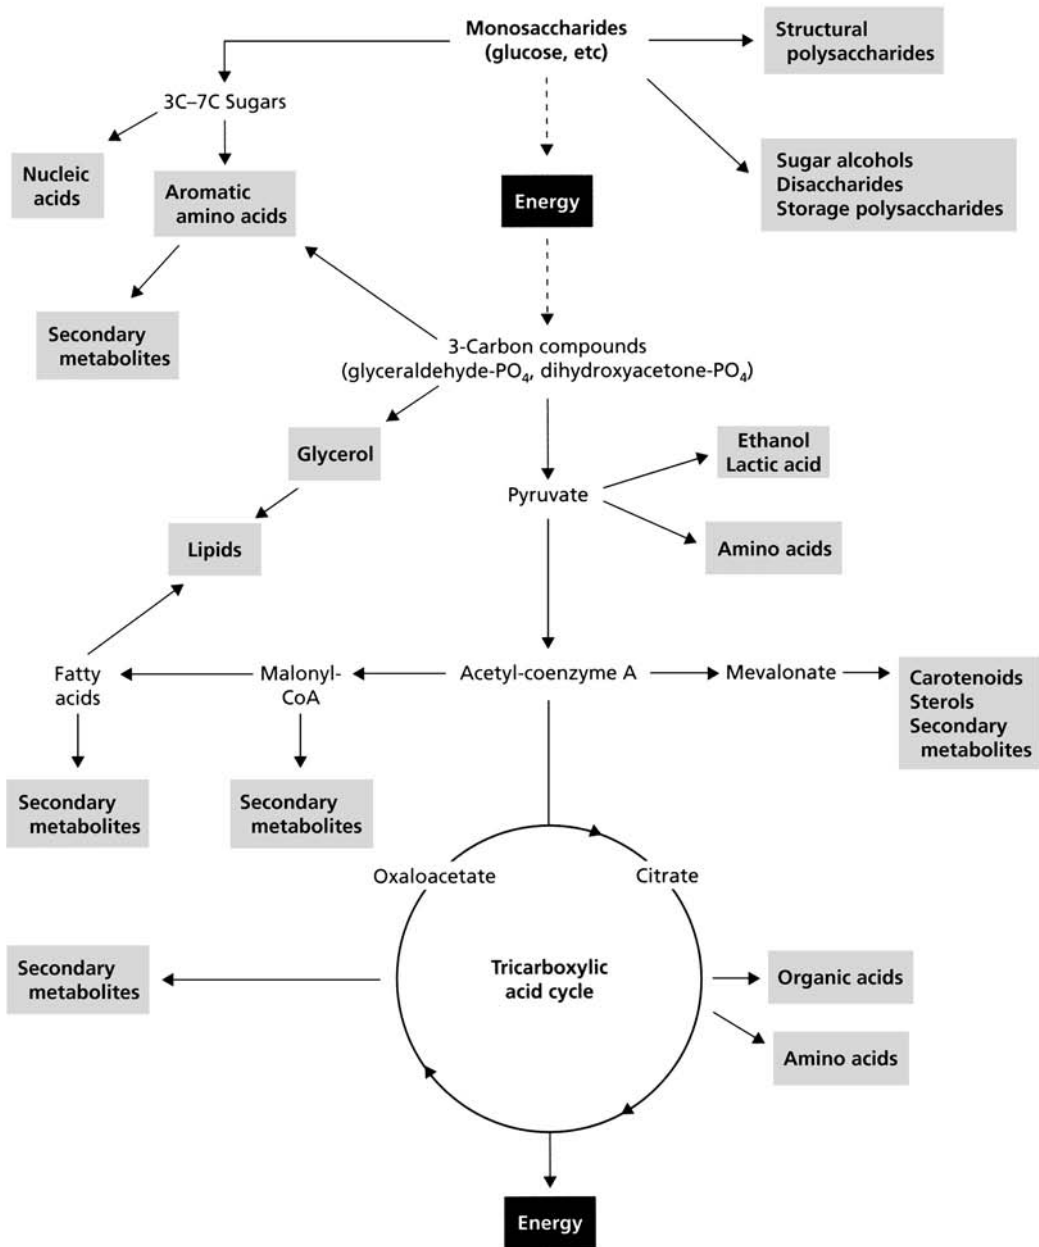 Monosaccharides
(glucose, etc)
Structural
polysaccharides
3C–7C Sugars
Nucleic
acids
Aromatic
amino acids
Energy
Sugar alcohols
Disaccharides
Storage polysaccharides
Secondary
metabolites
3-Carbon compounds
(glyceraldehyde-PO₄, dihydroxyacetone-PO₄)
Glycerol
Ethanol
Lactic acid
Pyruvate
Lipids
Amino acids
Fatty
acids
Malonyl-
CoA
Acetyl-coenzyme A
Mevalonate
Carotenoids
Sterols
Secondary
metabolites
Secondary
metabolites
Secondary
metabolites
Oxaloacetate
Citrate
Secondary
metabolites
Tricarboxylic
acid cycle
Organic acids
Amino acids
Energy